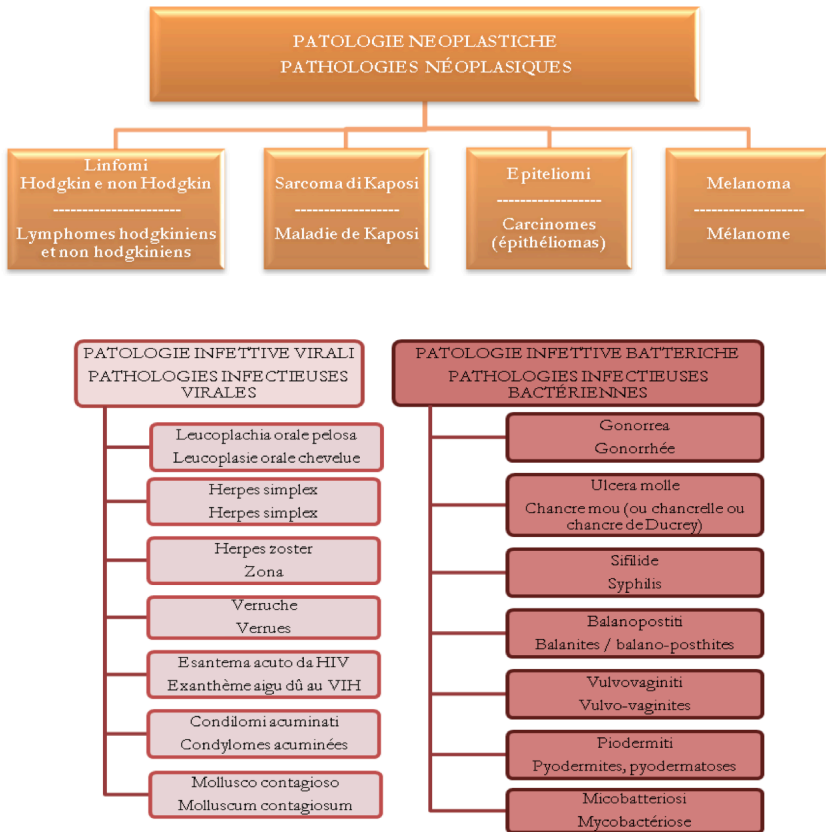 PATOLOGIE NEOPLASTICHE
PATHOLOGIES NÉOPLASIQUES
Linfomi
Hodgkin e non Hodgkin
----------------------
Lymphomes hodgkiniens
et non hodgkiniens
Sarcoma di Kaposi
------------------
Maladie de Kaposi
Epiteliomi
------------------
Carcinomes
(épithéliomas)
Melanoma
-------------------
Mélanome
PATOLOGIE INFETTIVE VIRALI
PATHOLOGIES INFECTIEUSES
VIRALES
Leucoplachia orale pelosa
Leucoplasie orale chevelue
Herpes simplex
Herpes simplex
Herpes zoster
Zona
Verruche
Verrues
Esantema acuto da HIV
Exanthème aigu dû au VIH
Condilomi acuminati
Condylomes acuminées
Mollusco contagioso
Molluscum contagiosum
PATOLOGIE INFETTIVE BATTERICHE
PATHOLOGIES INFECTIEUSES
BACTÉRIENNES
Gonorrea
Gonorrhée
Ulcera molle
Chancre mou (ou chancrelle ou
chancre de Ducrey)
Sifilide
Syphilis
Balanopostiti
Balanites / balano-posthites
Vulvovaginiti
Vulvo-vaginites
Piodermiti
Pyodermites, pyodermatoses
Micobatteriosi
Mycobactériose